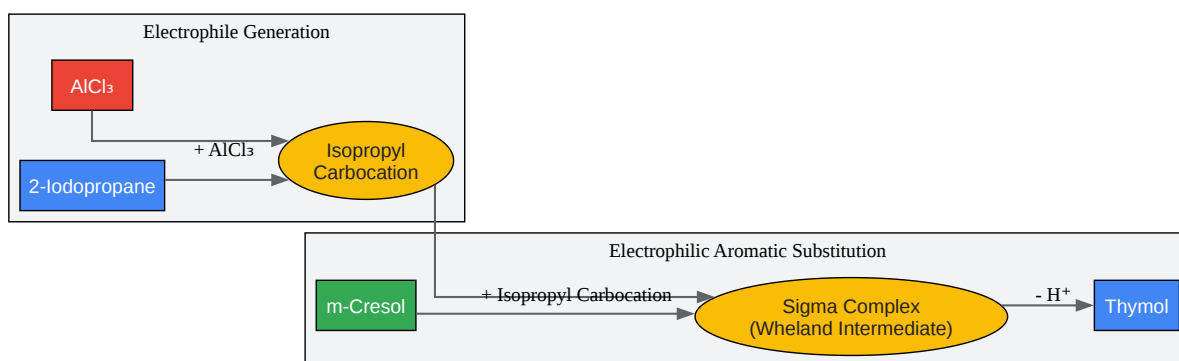 Electrophile Generation
AlCl₃
+ AlCl₃
Isopropyl
Carbocation
2-Iodopropane
Electrophilic Aromatic Substitution
m-Cresol
+ Isopropyl Carbocation
Sigma Complex
(Wheland Intermediate)
- H⁺
Thymol